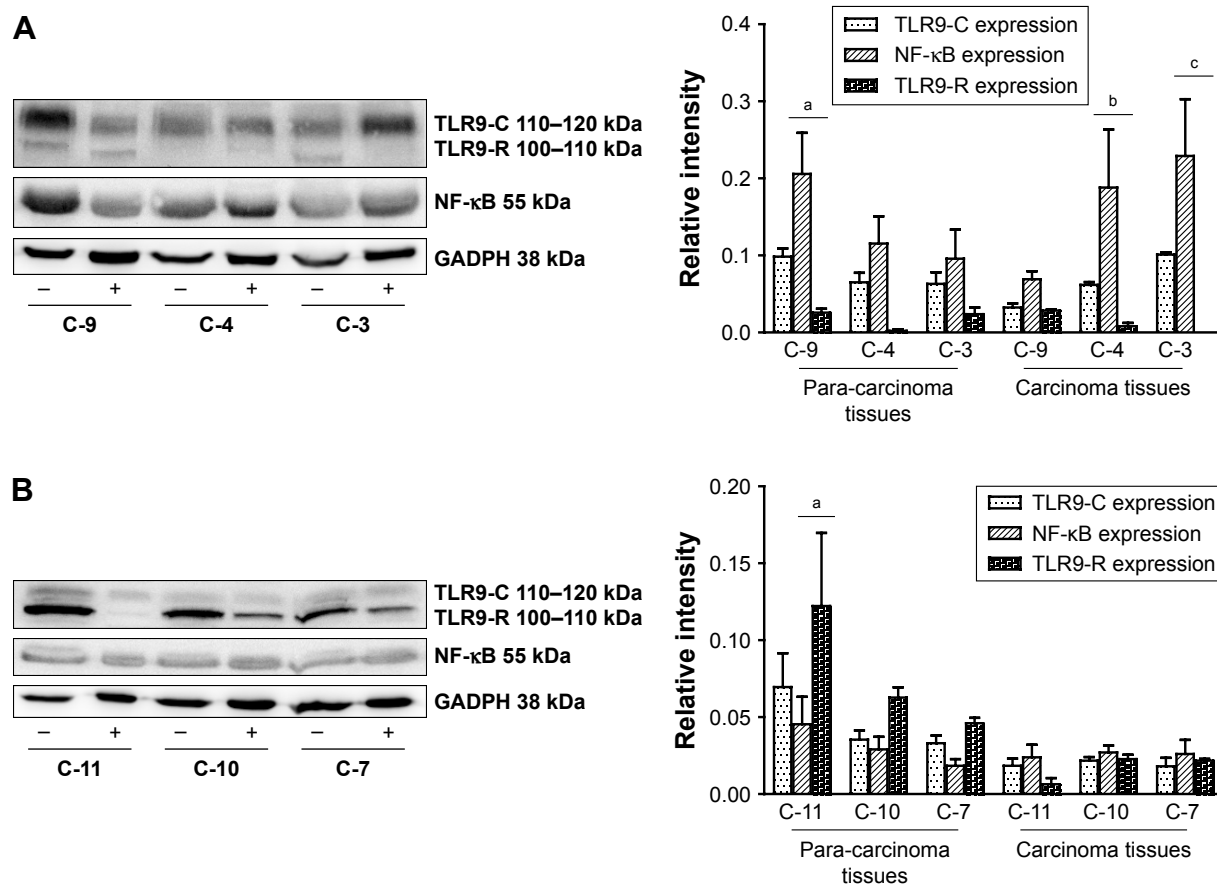 A
TLR9-C 110–120 kDa
TLR9-R 100–110 kDa
NF-κB 55 kDa
GADPH 38 kDa
– + – + – +
C-9 C-4 C-3
Relative intensity
0.4
0.3
0.2
0.1
0.0
TLR9-C expression
NF-κB expression
TLR9-R expression
a b c
C-9 C-4 C-3 C-9 C-4 C-3
Para-carcinoma Carcinoma tissues
tissues
B
TLR9-C 110–120 kDa
TLR9-R 100–110 kDa
NF-κB 55 kDa
GADPH 38 kDa
– + – + – +
C-11 C-10 C-7
Relative intensity
0.20
0.15
0.10
0.05
0.00
TLR9-C expression
NF-κB expression
TLR9-R expression
a
C-11 C-10 C-7 C-11 C-10 C-7
Para-carcinoma Carcinoma tissues
tissues